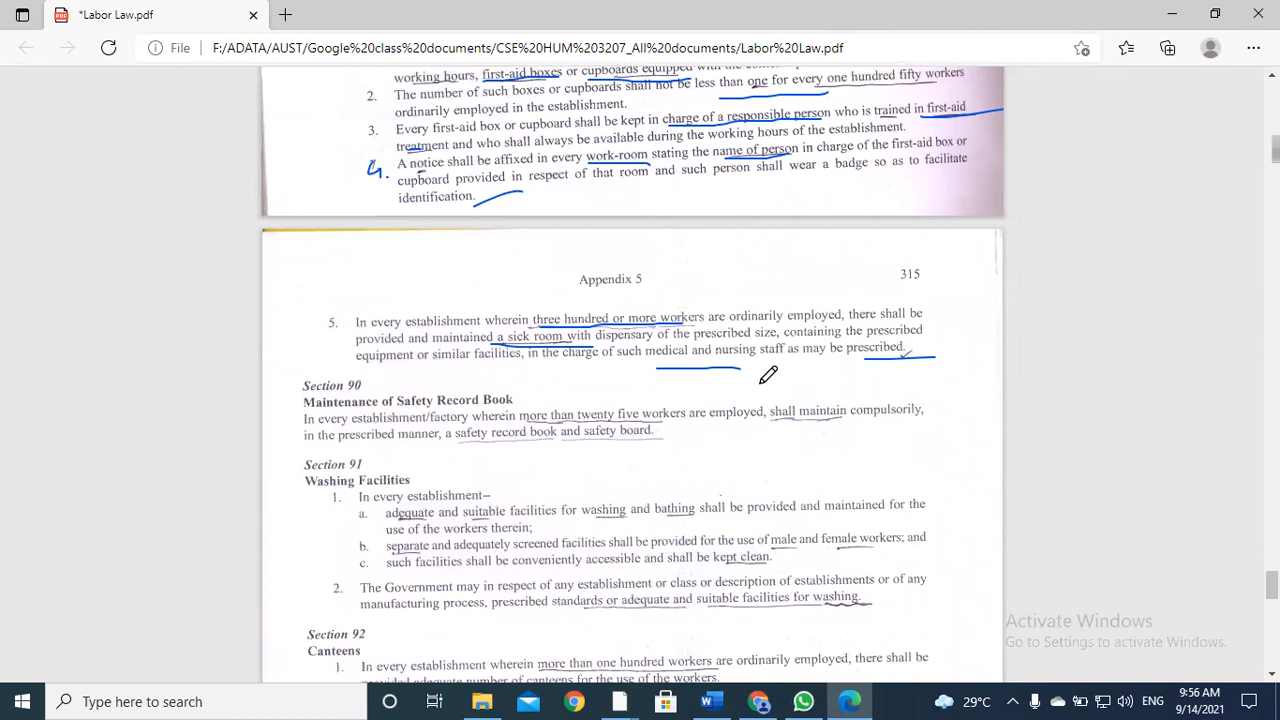 *Labor Law.pdf
File
F:/ADATA/AUST/Google%20class%20documents/CSE%20HUM%203207_All%20documents/Labor%20Law.pdf
working hours, first-aid boxes or cupboards equipped with the
2. The number of such boxes or cupboards shall not be less than one for every one hundred fifty workers
ordinarily employed in the establishment.
3. Every first-aid box or cupboard shall be kept in charge of a responsible person who is trained in first-aid
treatment and who shall always be available during the working hours of the establishment.
4. A notice shall be affixed in every work-room stating the name of person in charge of the first-aid box or
cupboard provided in respect of that room and such person shall wear a badge so as to facilitate
identification.
Appendix 5
315
5. In every establishment wherein three hundred or more workers are ordinarily employed, there shall be
provided and maintained a sick room with dispensary of the prescribed size, containing the prescribed
equipment or similar facilities, in the charge of such medical and nursing staff as may be prescribed.
Section 90
Maintenance of Safety Record Book
In every establishment/factory wherein more than twenty five workers are employed, shall maintain compulsorily,
in the prescribed manner, a safety record book and safety board.
Section 91
Washing Facilities
1. In every establishment–
a. adequate and suitable facilities for washing and bathing shall be provided and maintained for the
use of the workers therein;
b. separate and adequately screened facilities shall be provided for the use of male and female workers; and
c. such facilities shall be conveniently accessible and shall be kept clean.
2. The Government may in respect of any establishment or class or description of establishments or of any
manufacturing process, prescribed standards or adequate and suitable facilities for washing.
Section 92
Canteens
1. In every establishment wherein more than one hundred workers are ordinarily employed, there shall be
provided adequate number of canteens for the use of the workers.
Activate Windows
Go to Settings to activate Windows.
Type here to search
29°C
ENG
9:56 AM
9/14/2021